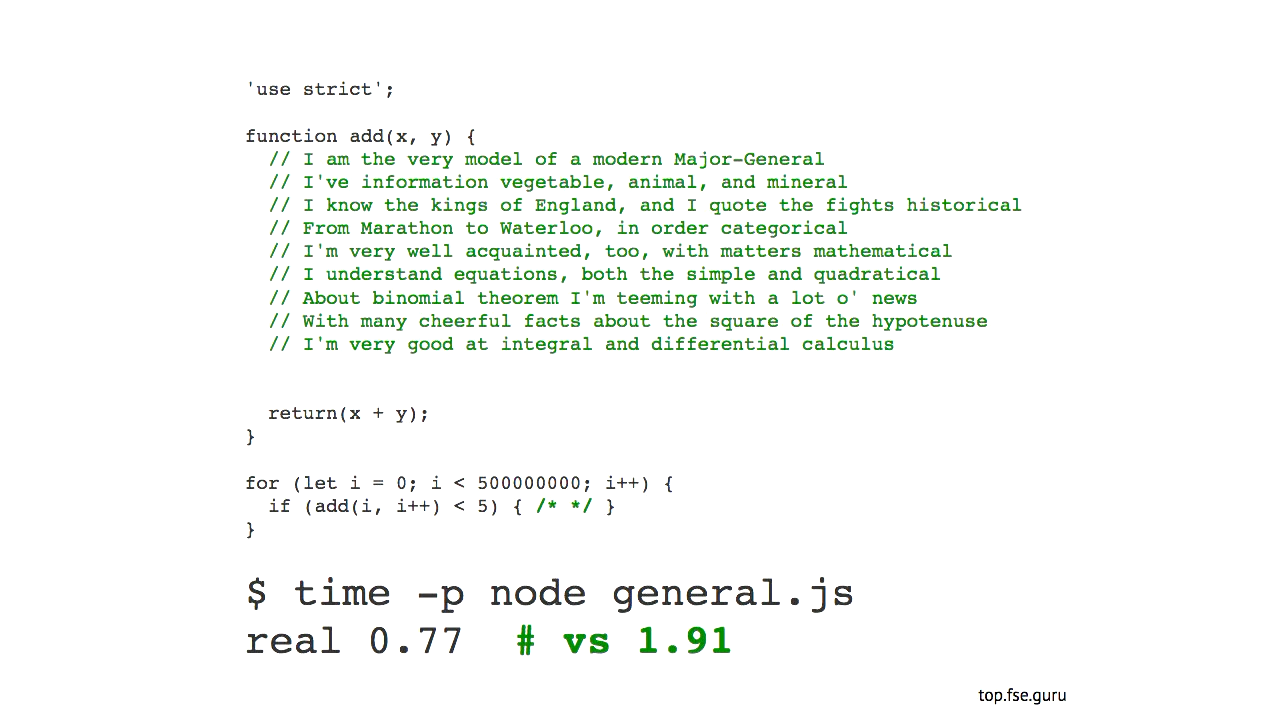 'use strict';
function add(x, y) {
// I am the very model of a modern Major-General
// I've information vegetable, animal, and mineral
// I know the kings of England, and I quote the fights historical
// From Marathon to Waterloo, in order categorical
// I'm very well acquainted, too, with matters mathematical
// I understand equations, both the simple and quadratical
// About binomial theorem I'm teeming with a lot o' news
// With many cheerful facts about the square of the hypotenuse
// I'm very good at integral and differential calculus
return(x + y);
}
for (let i = 0; i < 500000000; i++) {
if (add(i, i++) < 5) { /* */ }
}
$ time -p node general.js
real 0.77 # vs 1.91
top.fse.guru